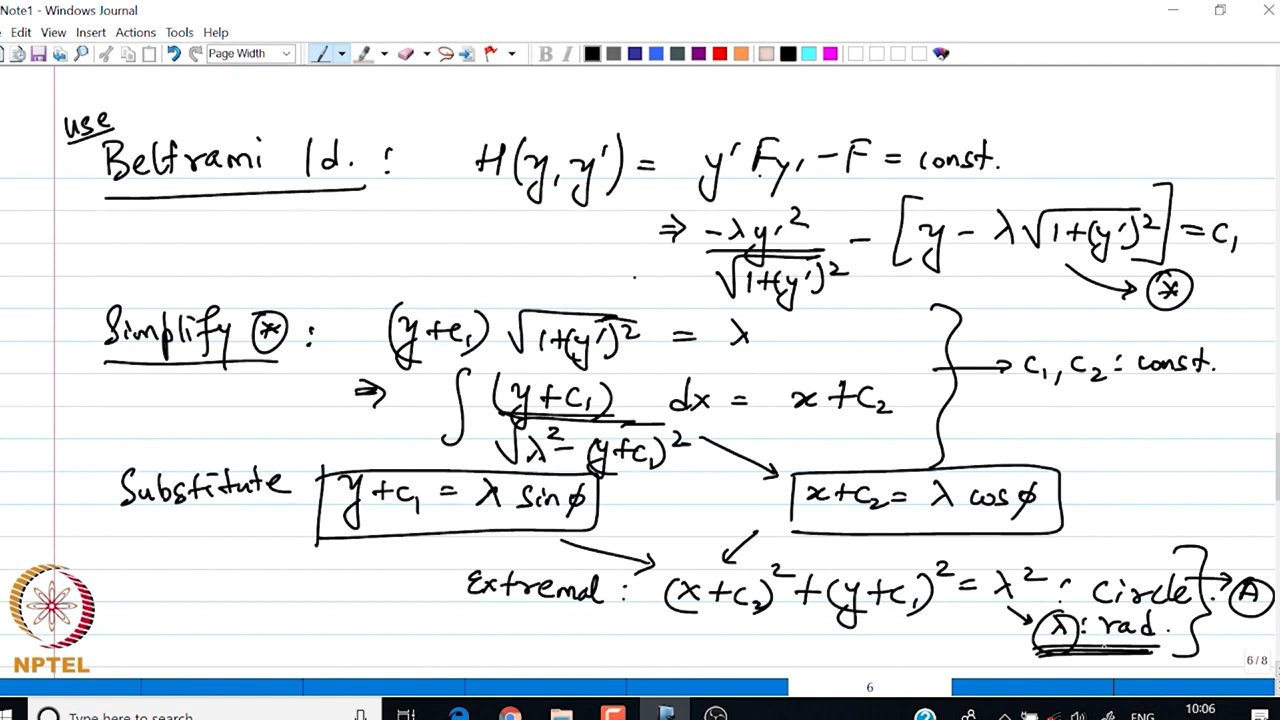 Note1 - Windows Journal
Edit View Insert Actions Tools Help
Page Width B I
use
Beltrami Id. : H(y, y') = y' Fy' - F = const.
⇒ -λy'² / √1+(y')² - [y - λ√1+(y')²] = c₁
(*)
Simplify (*) : (y+c₁) √1+(y')² = λ
⇒ ∫ (y+c₁) / √λ²-(y+c₁)² dx = x+c₂ → c₁, c₂ : const.
Substitute y+c₁ = λ sinφ x+c₂ = λ cosφ
Extremal : (x+c₂)² + (y+c₁)² = λ² : Circle → (A)
λ : rad.
NPTEL
6/8
6
Type here to search
ENG
10:06